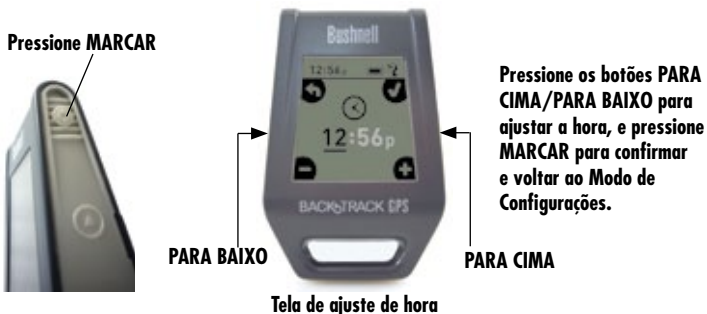 Pressione MARCAR
Bushnell
12:56p
12:56p
BACKTRACK GPS
PARA BAIXO
PARA CIMA
Pressione os botões PARA
CIMA/PARA BAIXO para
ajustar a hora, e pressione
MARCAR para confirmar
e voltar ao Modo de
Configurações.
Tela de ajuste de hora